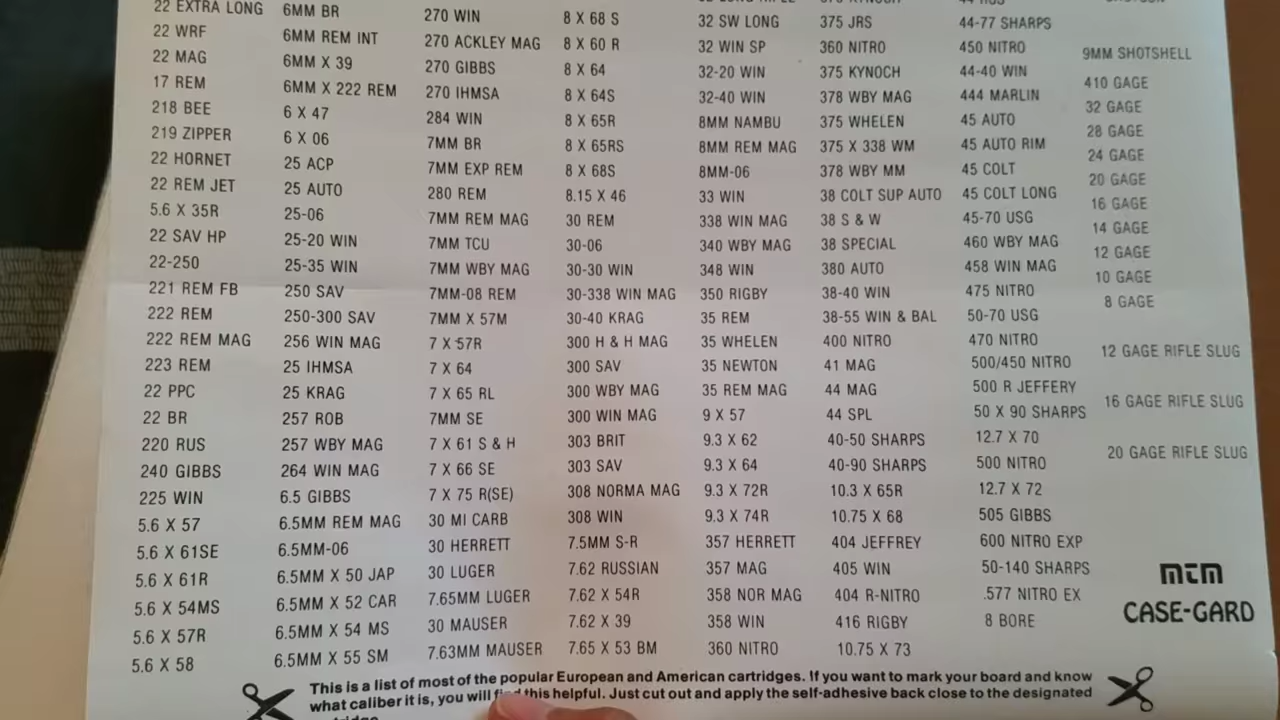 22 EXTRA LONG
22 WRF
22 MAG
17 REM
218 BEE
219 ZIPPER
22 HORNET
22 REM JET
5.6 X 35R
22 SAV HP
22-250
221 REM FB
222 REM
222 REM MAG
223 REM
22 PPC
22 BR
220 RUS
240 GIBBS
225 WIN
5.6 X 57
5.6 X 61SE
5.6 X 61R
5.6 X 54MS
5.6 X 57R
5.6 X 58
6MM BR
6MM REM INT
6MM X 39
6MM X 222 REM
6 X 47
6 X 06
25 ACP
25 AUTO
25-06
25-20 WIN
25-35 WIN
250 SAV
250-300 SAV
256 WIN MAG
25 IHMSA
25 KRAG
257 ROB
257 WBY MAG
264 WIN MAG
6.5 GIBBS
6.5MM REM MAG
6.5MM-06
6.5MM X 50 JAP
6.5MM X 52 CAR
6.5MM X 54 MS
6.5MM X 55 SM
270 WIN
270 ACKLEY MAG
270 GIBBS
270 IHMSA
284 WIN
7MM BR
7MM EXP REM
280 REM
7MM REM MAG
7MM TCU
7MM WBY MAG
7MM-08 REM
7MM X 57M
7 X 57R
7 X 64
7 X 65 RL
7MM SE
7 X 61 S & H
7 X 66 SE
7 X 75 R(SE)
30 MI CARB
30 HERRETT
30 LUGER
7.65MM LUGER
30 MAUSER
7.63MM MAUSER
8 X 68 S
8 X 60 R
8 X 64
8 X 64S
8 X 65R
8 X 65RS
8 X 68S
8.15 X 46
30 REM
30-06
30-30 WIN
30-338 WIN MAG
30-40 KRAG
300 H & H MAG
300 SAV
300 WBY MAG
300 WIN MAG
303 BRIT
303 SAV
308 NORMA MAG
308 WIN
7.5MM S-R
7.62 RUSSIAN
7.62 X 54R
7.62 X 39
7.65 X 53 BM
32 SW LONG
32 WIN SP
32-20 WIN
32-40 WIN
8MM NAMBU
8MM REM MAG
8MM-06
33 WIN
338 WIN MAG
340 WBY MAG
348 WIN
350 RIGBY
35 REM
35 WHELEN
35 NEWTON
35 REM MAG
9 X 57
9.3 X 62
9.3 X 64
9.3 X 72R
9.3 X 74R
357 HERRETT
357 MAG
358 NOR MAG
358 WIN
360 NITRO
375 JRS
360 NITRO
375 KYNOCH
378 WBY MAG
375 WHELEN
375 X 338 WM
378 WBY MM
38 COLT SUP AUTO
38 S & W
38 SPECIAL
380 AUTO
38-40 WIN
38-55 WIN & BAL
400 NITRO
41 MAG
44 MAG
44 SPL
40-50 SHARPS
40-90 SHARPS
10.3 X 65R
10.75 X 68
404 JEFFREY
405 WIN
404 R-NITRO
416 RIGBY
10.75 X 73
44-77 SHARPS
450 NITRO
44-40 WIN
444 MARLIN
45 AUTO
45 AUTO RIM
45 COLT
45 COLT LONG
45-70 USG
460 WBY MAG
458 WIN MAG
475 NITRO
50-70 USG
470 NITRO
500/450 NITRO
500 R JEFFERY
50 X 90 SHARPS
12.7 X 70
500 NITRO
12.7 X 72
505 GIBBS
600 NITRO EXP
50-140 SHARPS
.577 NITRO EX
8 BORE
9MM SHOTSHELL
410 GAGE
32 GAGE
28 GAGE
24 GAGE
20 GAGE
16 GAGE
14 GAGE
12 GAGE
10 GAGE
8 GAGE
12 GAGE RIFLE SLUG
16 GAGE RIFLE SLUG
20 GAGE RIFLE SLUG
mtm
CASE-GARD
This is a list of most of the popular European and American cartridges. If you want to mark your board and know
what caliber it is, you will find this helpful. Just cut out and apply the self-adhesive back close to the designated